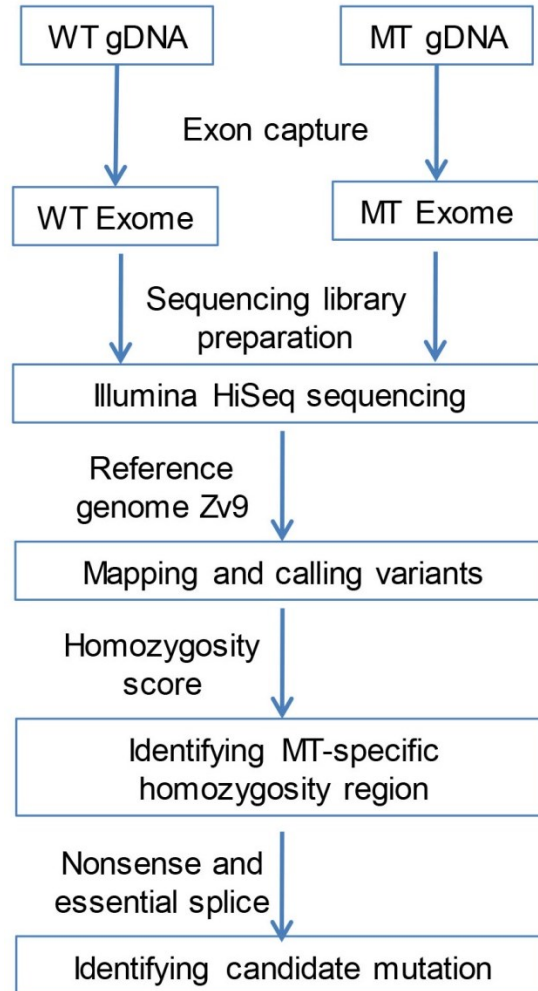 WT gDNA
MT gDNA
Exon capture
WT Exome
MT Exome
Sequencing library
preparation
Illumina HiSeq sequencing
Reference
genome Zv9
Mapping and calling variants
Homozygosity
score
Identifying MT-specific
homozygosity region
Nonsense and
essential splice
Identifying candidate mutation